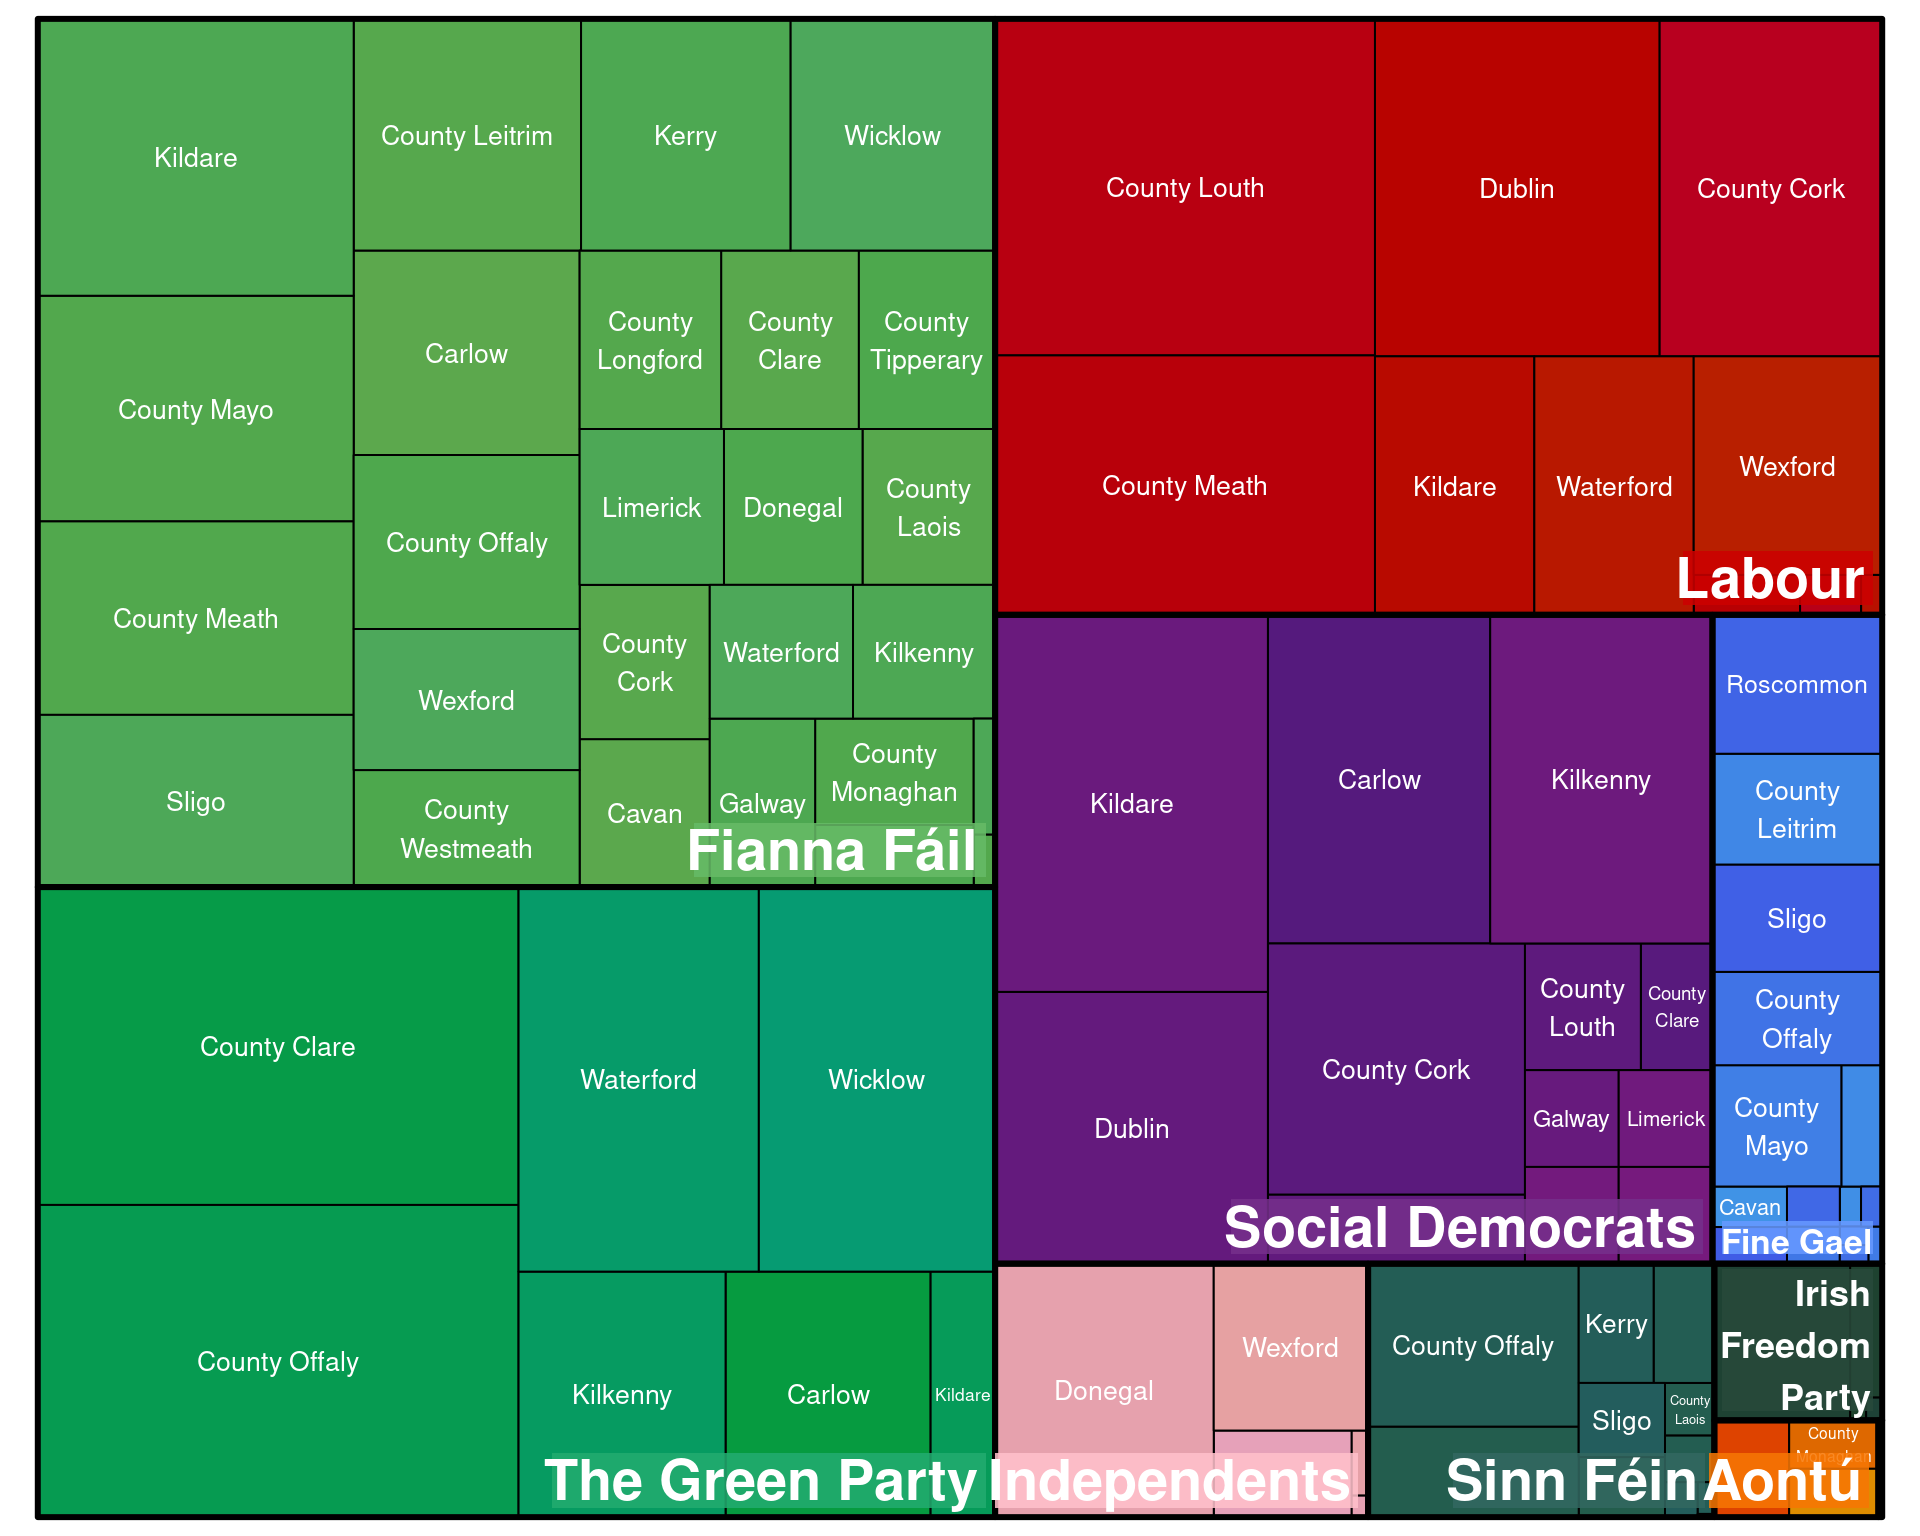 Kildare
County Leitrim
Kerry
Wicklow
County Mayo
Carlow
County
Longford
County
Clare
County
Tipperary
County Meath
County Offaly
Limerick
Donegal
County
Laois
Sligo
Wexford
County
Westmeath
County
Cork
Waterford
Kilkenny
Cavan
Galway
County
Monaghan
Fianna Fáil
County Louth
Dublin
County Cork
County Meath
Kildare
Waterford
Wexford
Labour
County Clare
Waterford
Wicklow
County Offaly
Kilkenny
Carlow
Kildare
The Green Party
Kildare
Carlow
Kilkenny
Dublin
County Cork
County
Louth
County
Clare
Galway
Limerick
Social Democrats
Roscommon
County
Leitrim
Sligo
County
Offaly
County
Mayo
Cavan
Fine Gael
Donegal
Wexford
Independents
County Offaly
Kerry
Sligo
County
Laois
Sinn Féin
Irish
Freedom
Party
County
Monaghan
Aontú